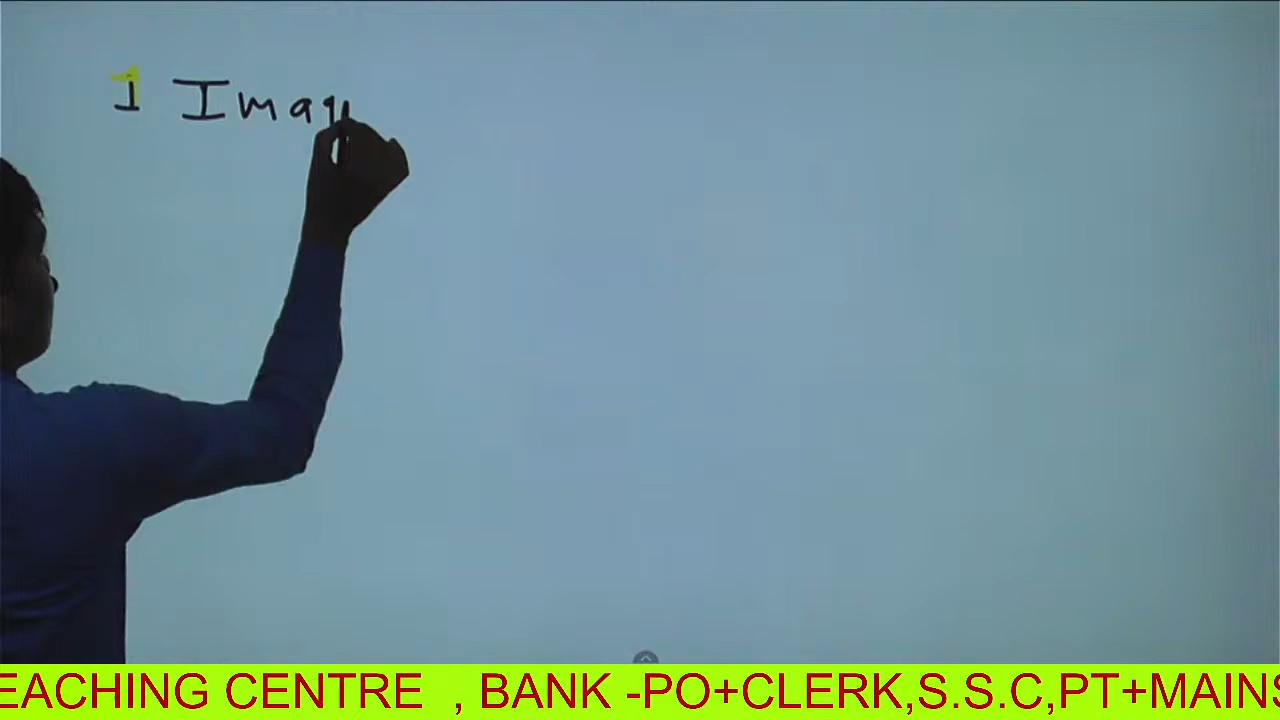 1 Imag
EACHING CENTRE , BANK -PO+CLERK,S.S.C,PT+MAINS